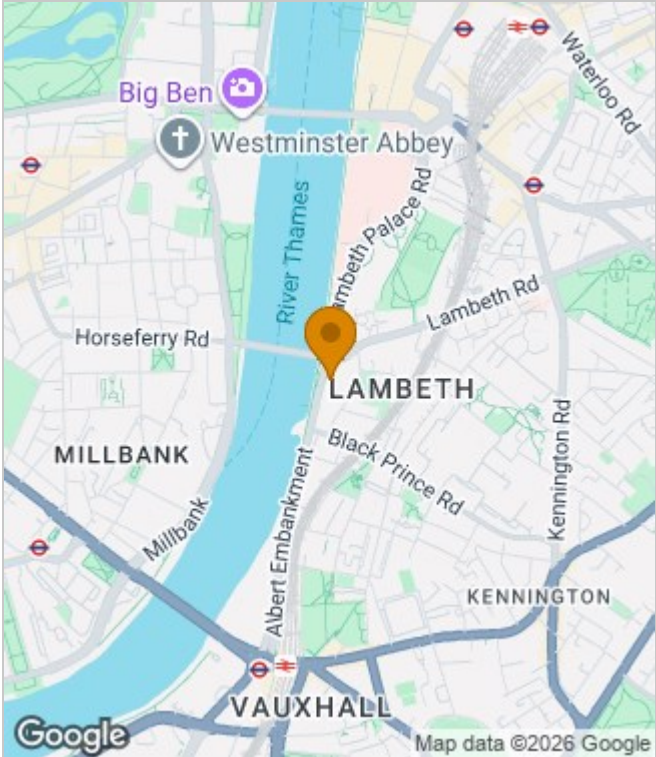 Waterloo Rd
Big Ben
Westminster Abbey
River Thames
Lambeth Palace Rd
Lambeth Rd
Horseferry Rd
LAMBETH
MILLBANK
Black Prince Rd
Kennington Rd
Millbank
Albert Embankment
KENNINGTON
VAUXHALL
Google
Map data ©2026 Google